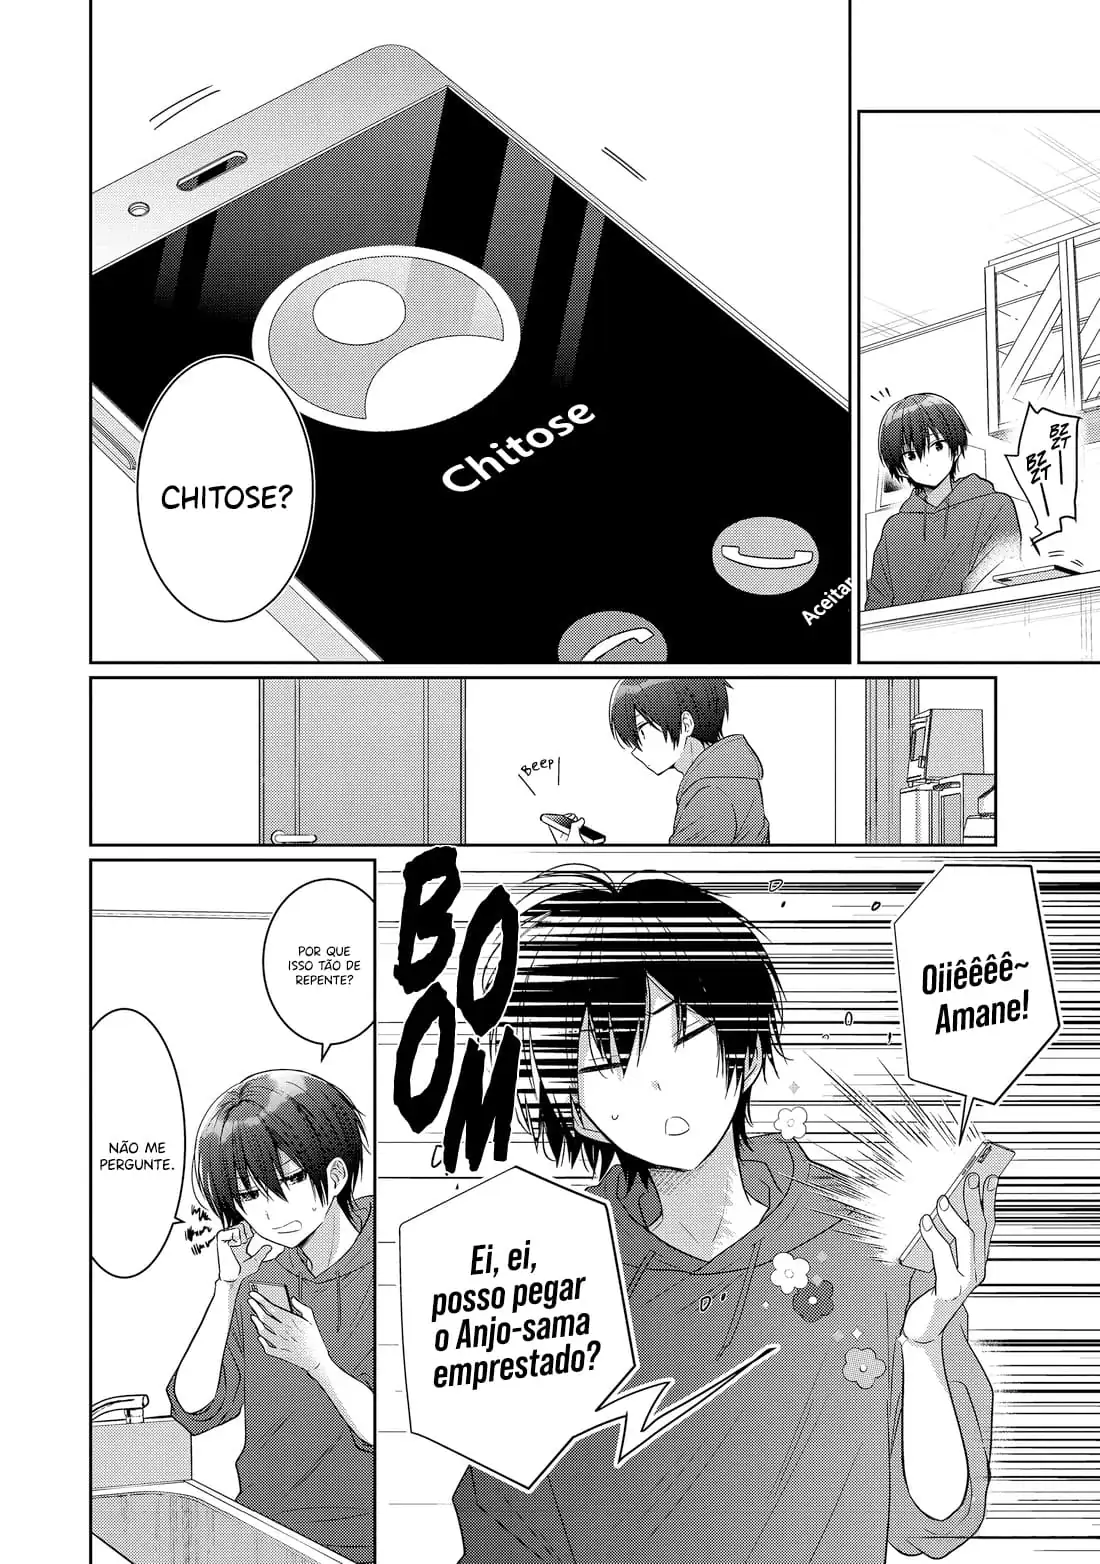 BZ
ZT
BZ
ZT
CHITOSE?
Chitose
Aceitar
BEEP
Oiiêêêê~
Amane!
BOOOM
Ei, ei,
posso pegar
o Anjo-sama
emprestado?
POR QUE
ISSO TÃO DE
REPENTE?
NÃO ME
PERGUNTE.